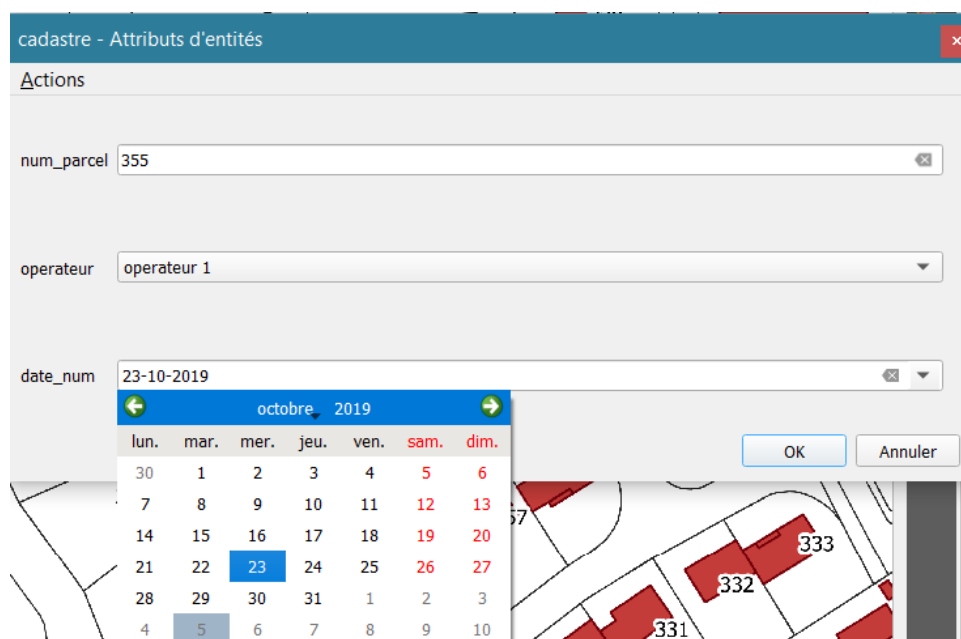 cadastre - Attributs d'entités
Actions
num_parcel 355
operateur operateur 1
date_num 23-10-2019
octobre 2019
lun. mar. mer. jeu. ven. sam. dim.
30 1 2 3 4 5 6
7 8 9 10 11 12 13
14 15 16 17 18 19 20
21 22 23 24 25 26 27
28 29 30 31 1 2 3
4 5 6 7 8 9 10
OK Annuler
333
332
331